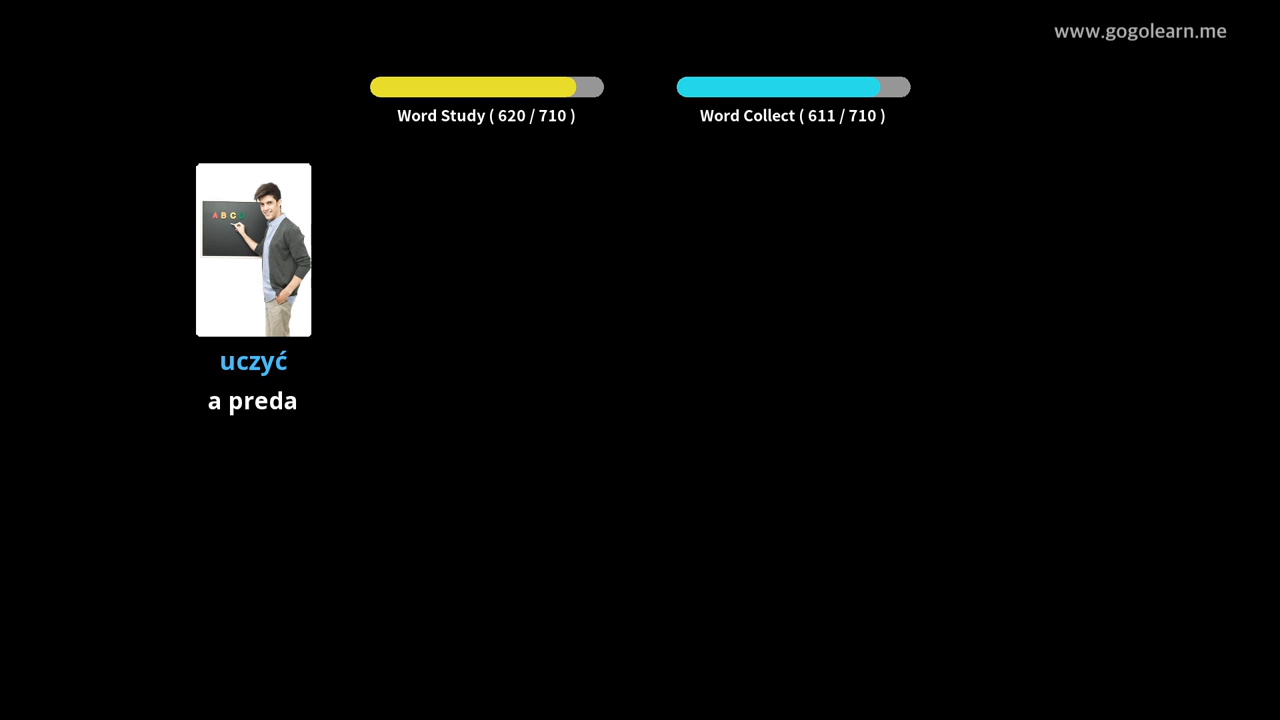 www.gogolearn.me
Word Study ( 620 / 710 )
Word Collect ( 611 / 710 )
A B C D
uczyć
a preda